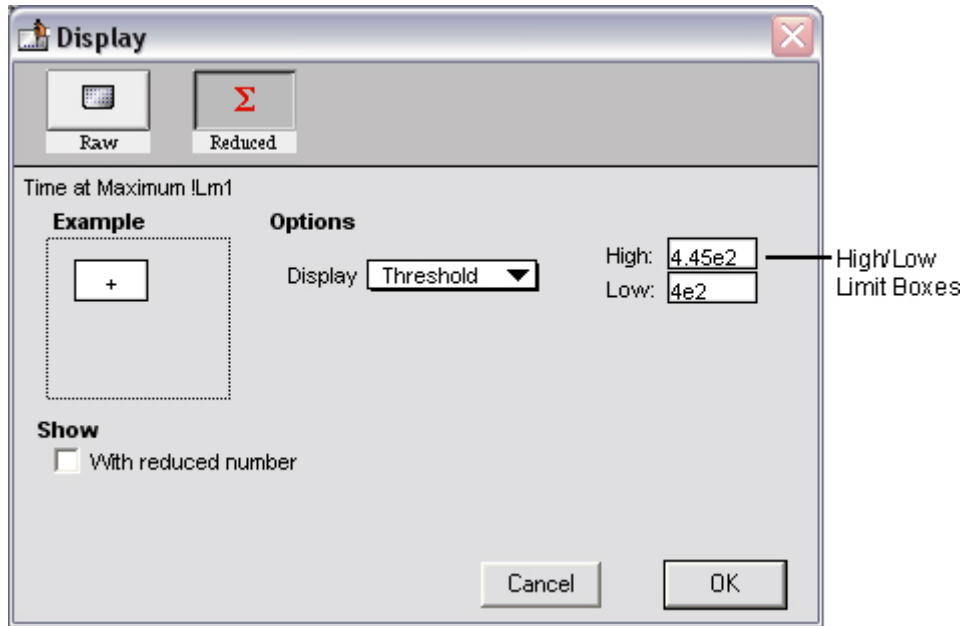 Display
Raw
Σ
Reduced
Time at Maximum !Lm1
Example
Options
+
Display Threshold
High: 4.45e2
Low: 4e2
High/Low
Limit Boxes
Show
With reduced number
Cancel
OK